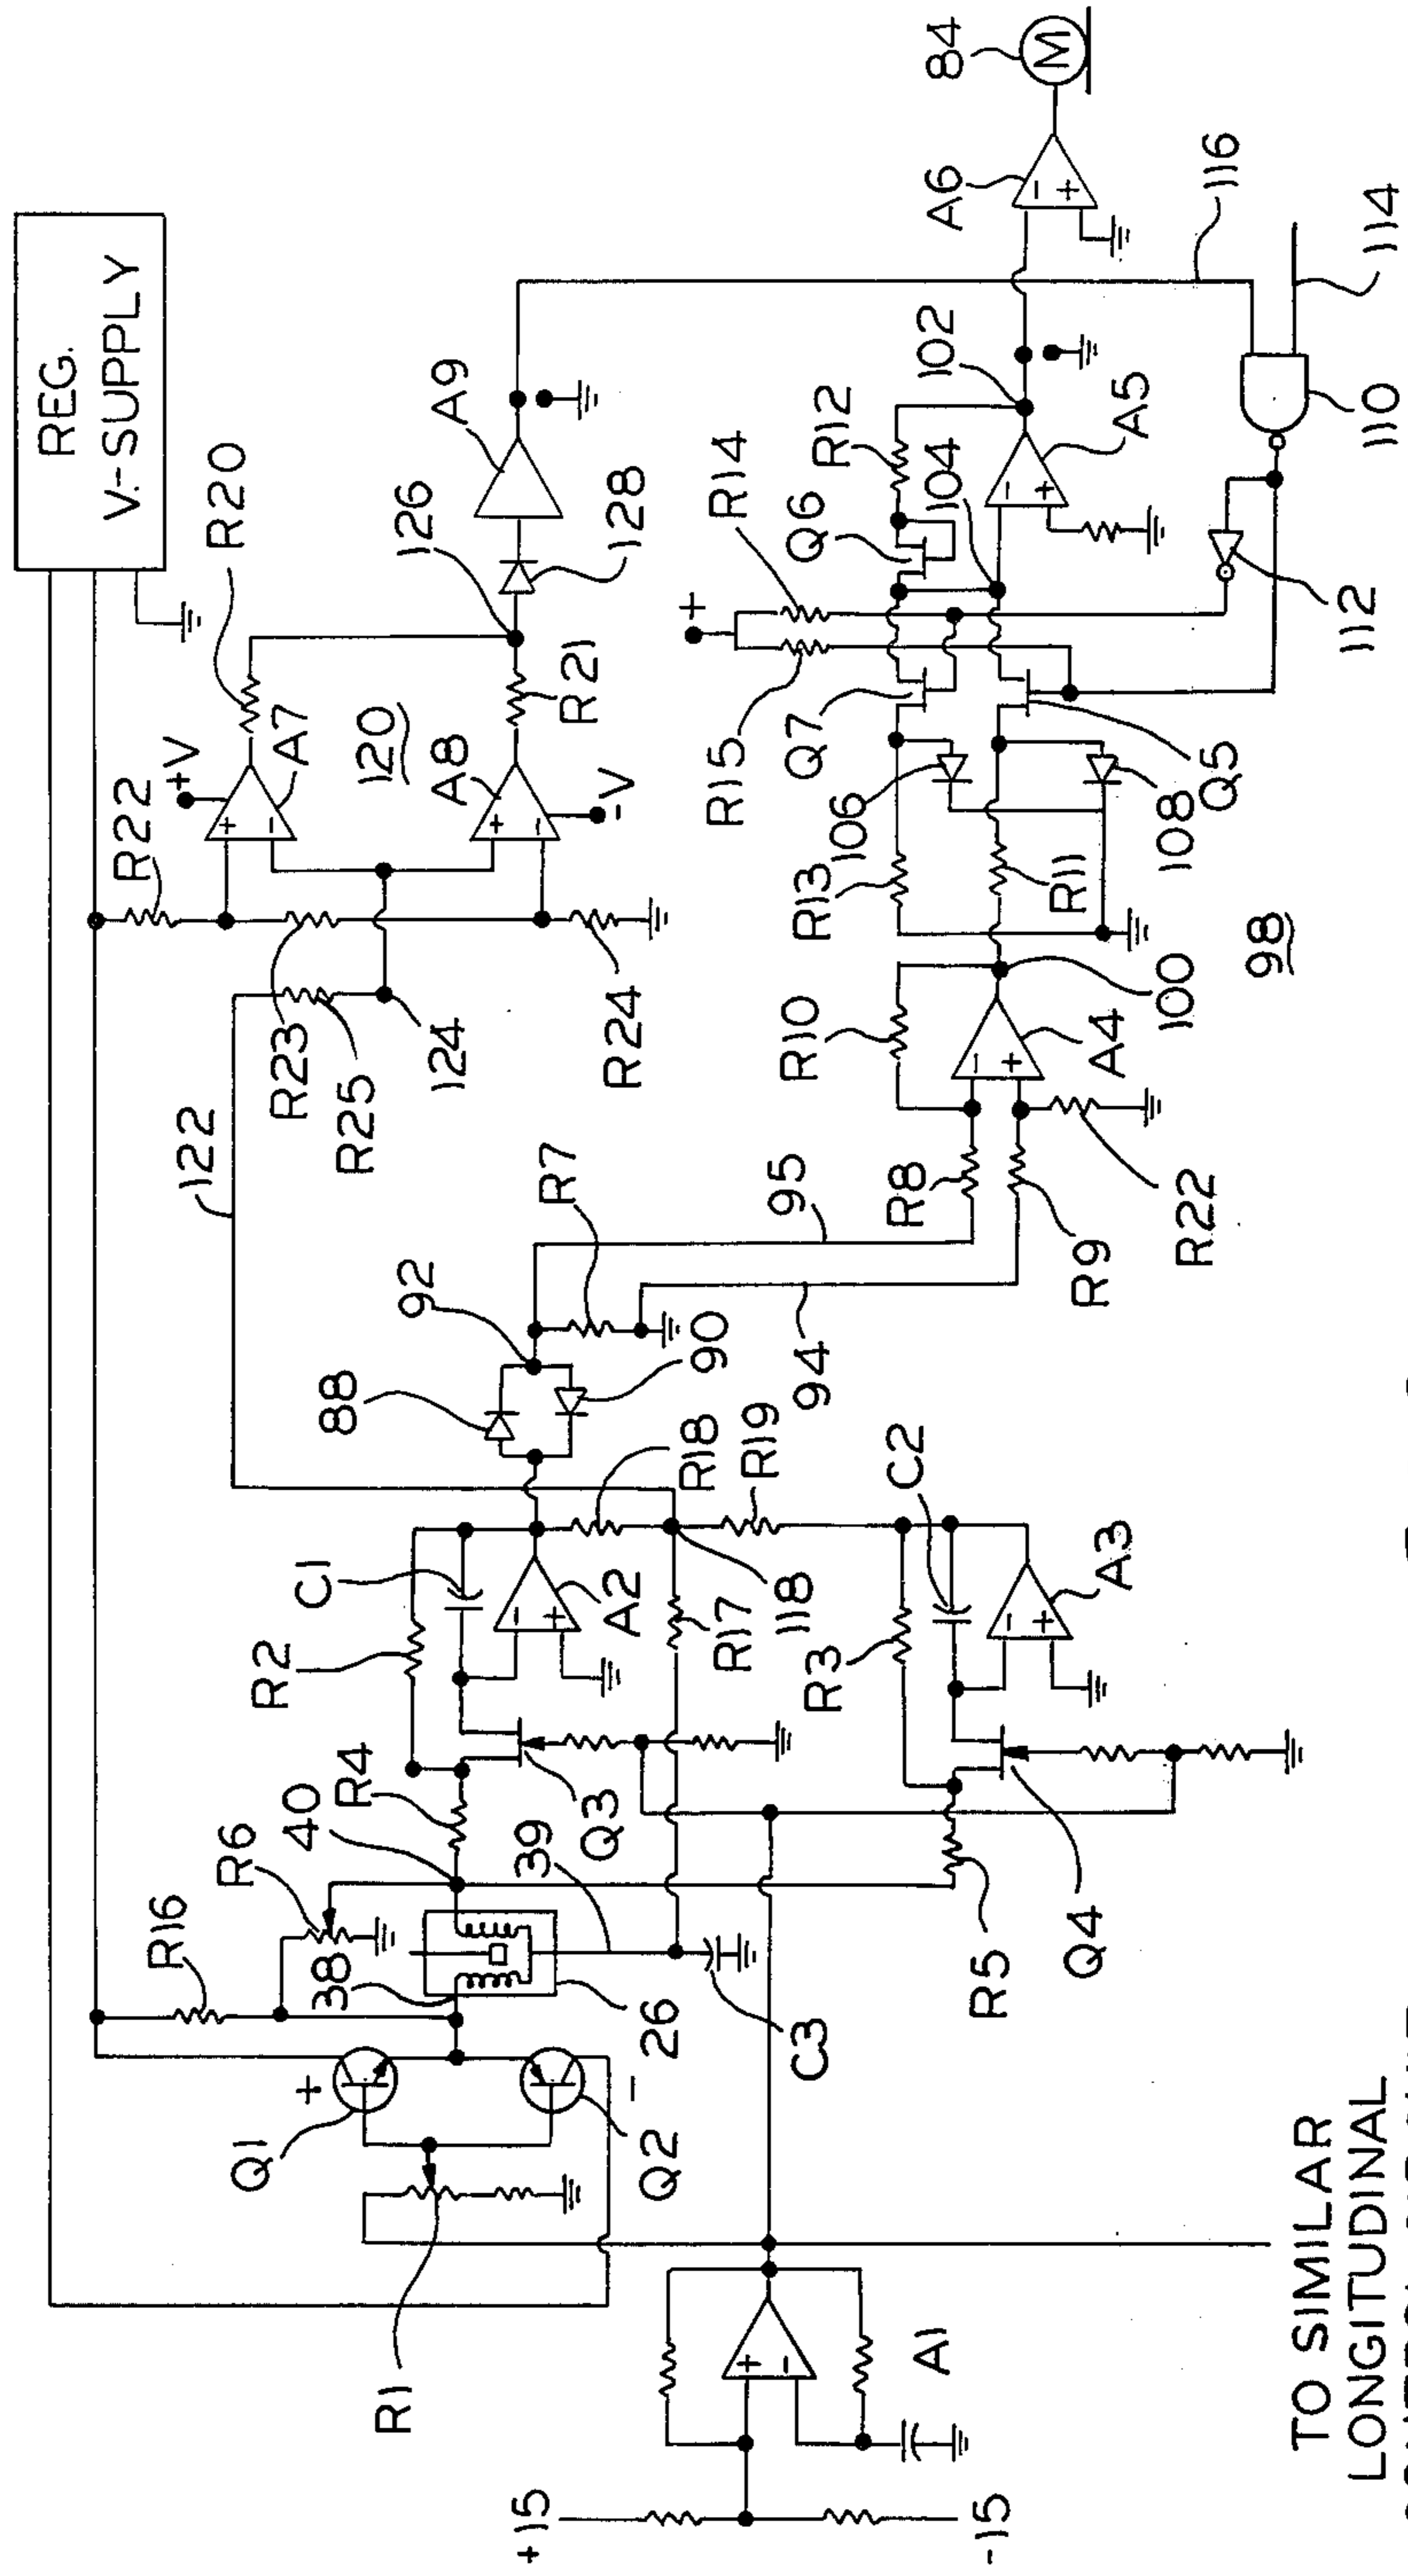 REG.
V.-SUPPLY
R22
+V
R20
A7
120
A8
R21
-V
126
128
A9
122
R23
R25
124
R24
R16
R6
40
R4
R2
C1
88
92
R7
38
39
Q3
A2
R18
90
95
94
R17
118
R19
+
Q1
-
Q2
26
C3
R1
R5
Q4
R3
C2
A3
R8
R9
R22
R10
A4
100
R13
106
R11
108
Q5
Q7
R15
+
R14
Q6
R12
104
102
A5
A6
84
M
116
114
110
112
98
+15
-15
A1
TO SIMILAR
LONGITUDINAL